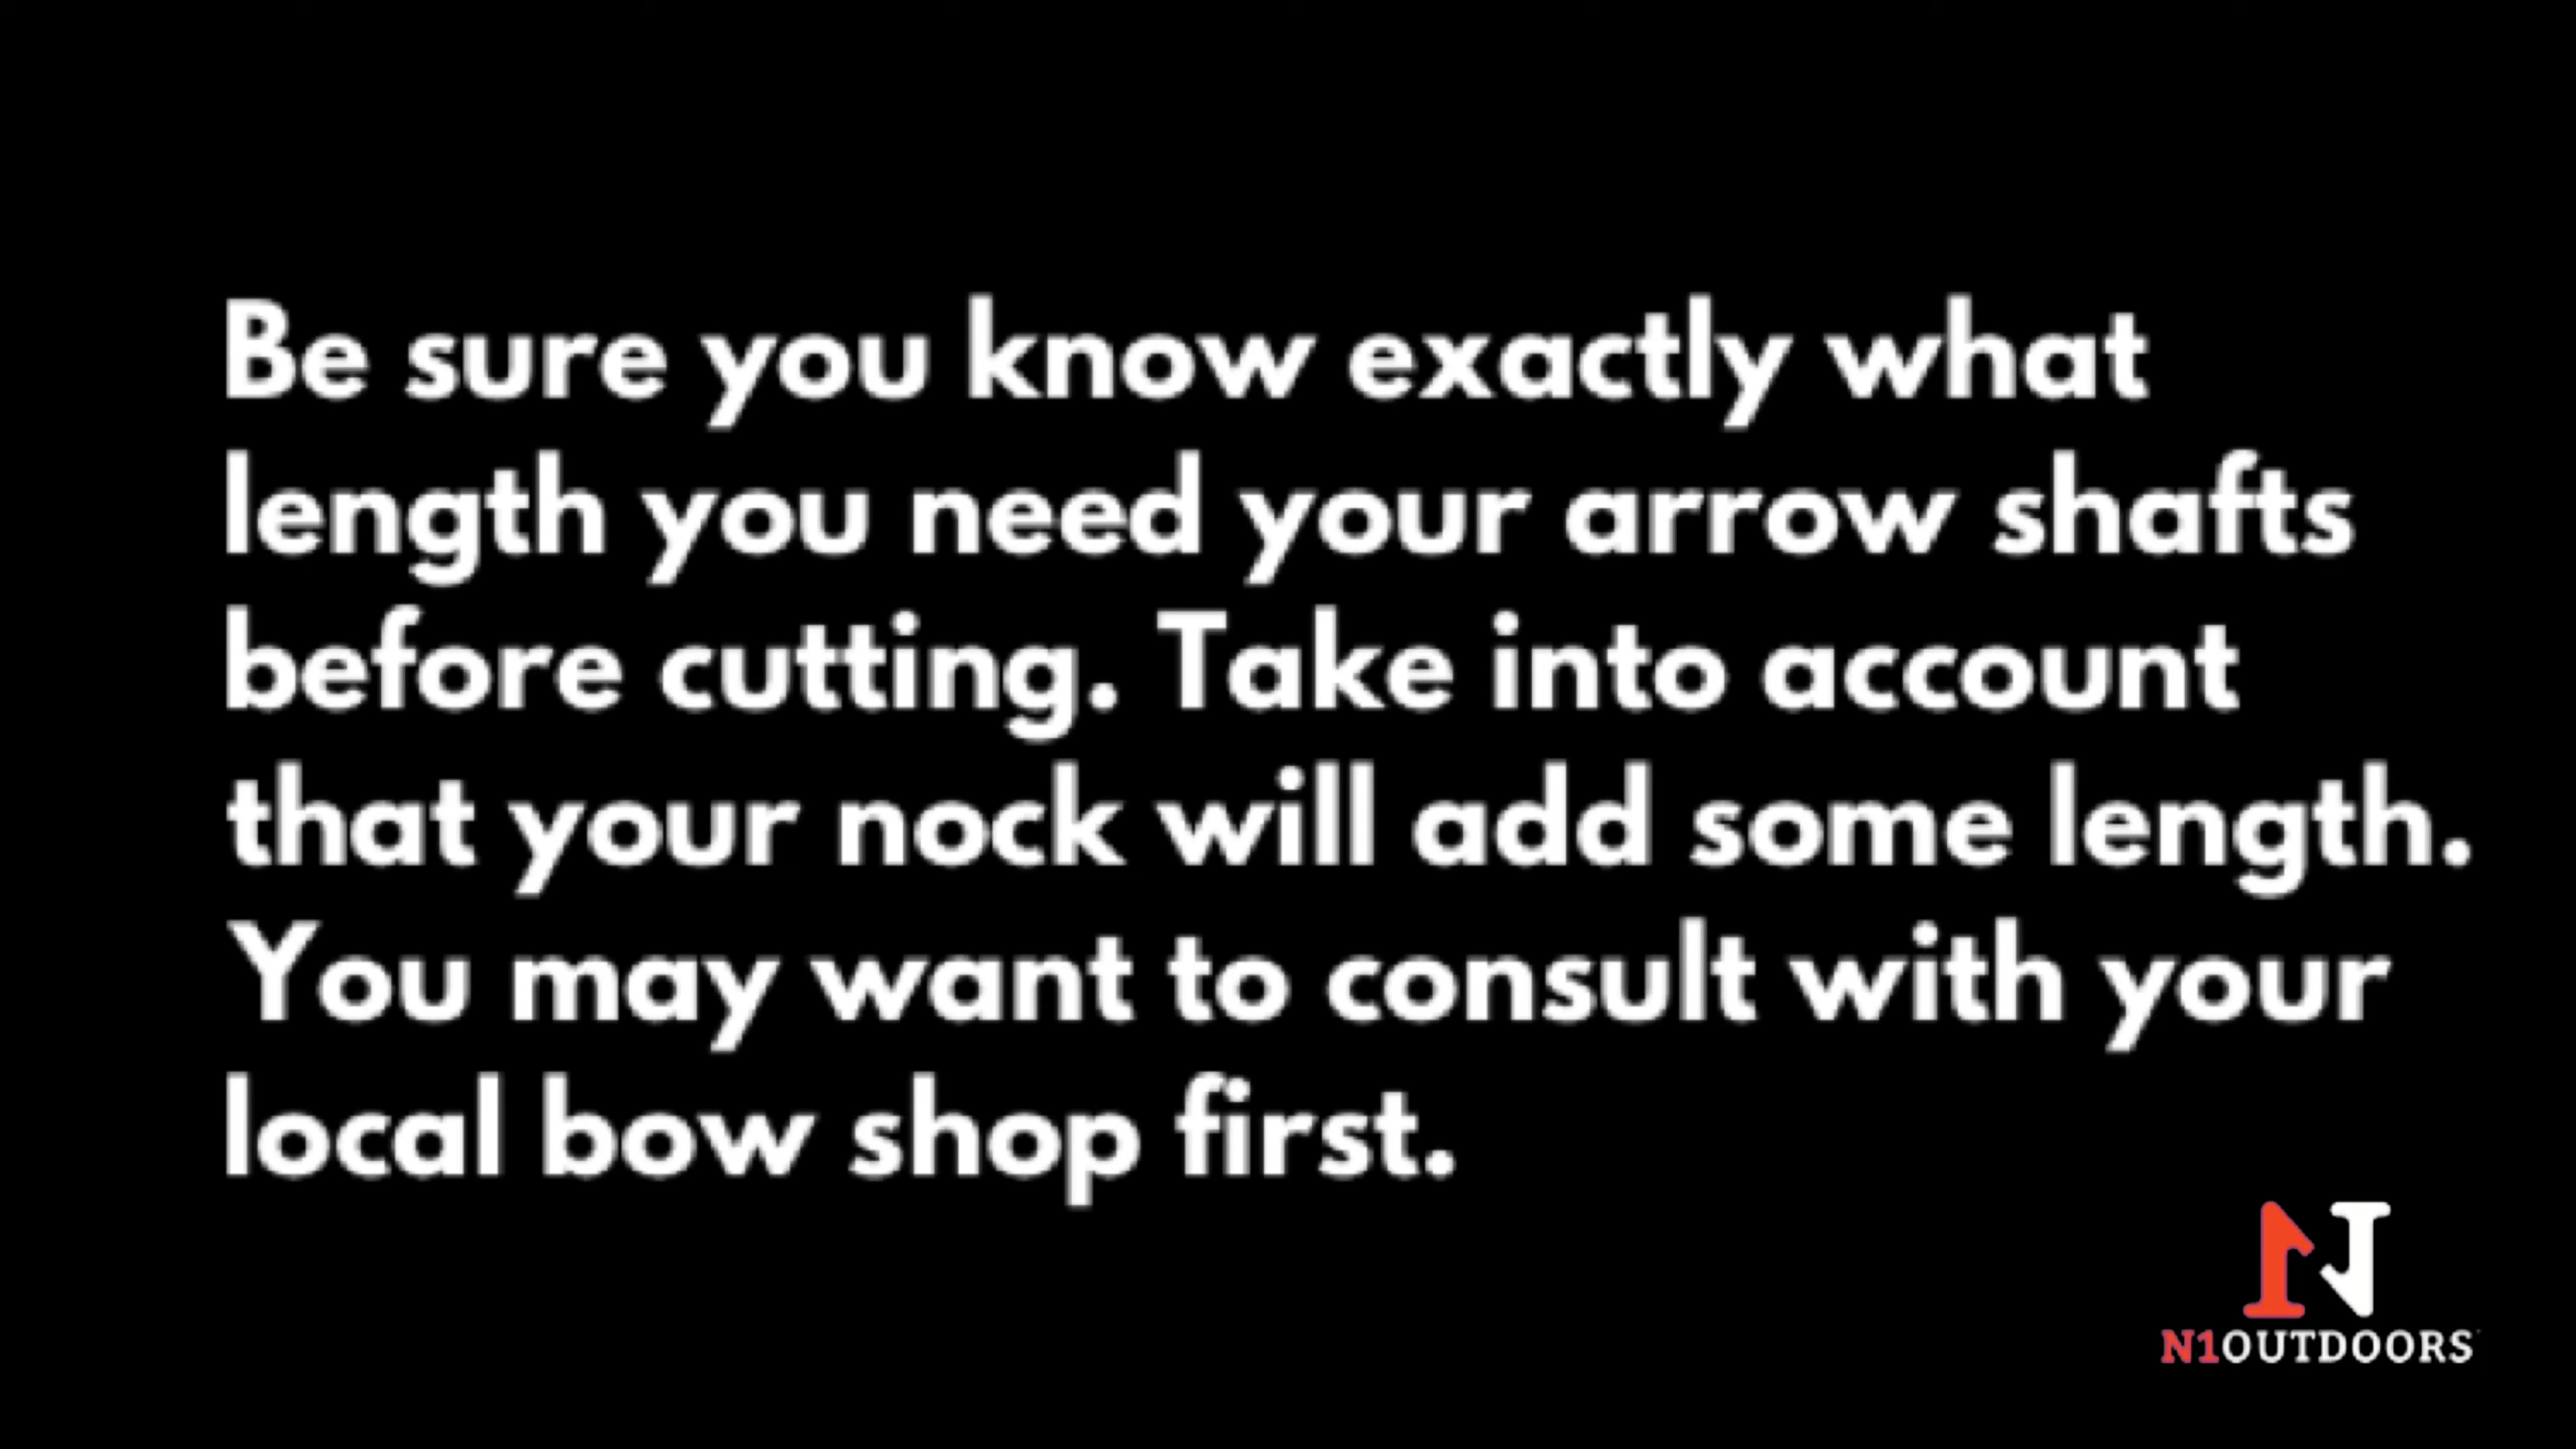 Be sure you know exactly what
length you need your arrow shafts
before cutting. Take into account
that your nock will add some length.
You may want to consult with your
local bow shop first.
N1OUTDOORS